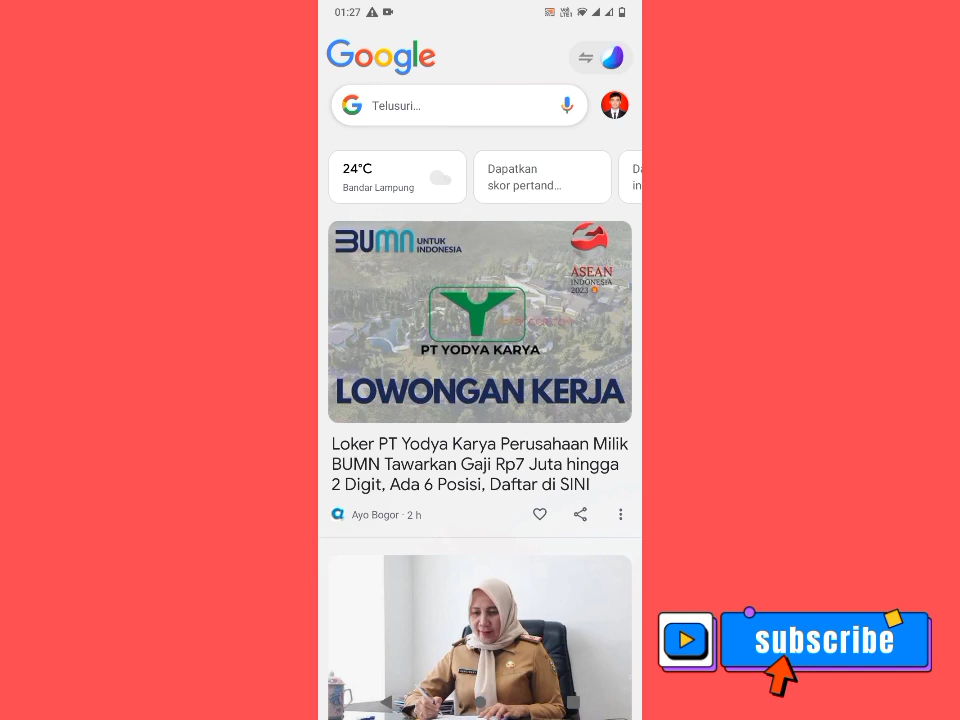 01:27
Google
Telusuri...
24°C
Bandar Lampung
Dapatkan
skor pertand...
Da
in
BUMN UNTUK
INDONESIA
ASEAN
INDONESIA
2023
PT YODYA KARYA
LOWONGAN KERJA
Loker PT Yodya Karya Perusahaan Milik
BUMN Tawarkan Gaji Rp7 Juta hingga
2 Digit, Ada 6 Posisi, Daftar di SINI
Ayo Bogor · 2 h
subscribe